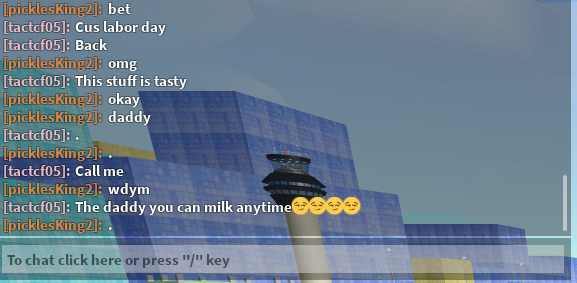 [picklesKing2]: bet
[tactcf05]: Cus labor day
[tactcf05]: Back
[picklesKing2]: omg
[tactcf05]: This stuff is tasty
[picklesKing2]: okay
[picklesKing2]: daddy
[tactcf05]: .
[picklesKing2]: .
[tactcf05]: Call me
[picklesKing2]: wdym
[tactcf05]: The daddy you can milk anytime😏😏😏😏
[picklesKing2]: .
To chat click here or press "/" key